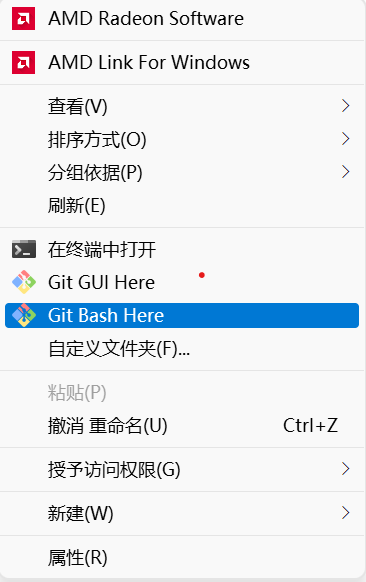 AMD Radeon Software
AMD Link For Windows
查看(V)
排序方式(O)
分组依据(P)
刷新(E)
在终端中打开
Git GUI Here
Git Bash Here
自定义文件夹(F)...
粘贴(P)
撤消 重命名(U) Ctrl+Z
授予访问权限(G)
新建(W)
属性(R)